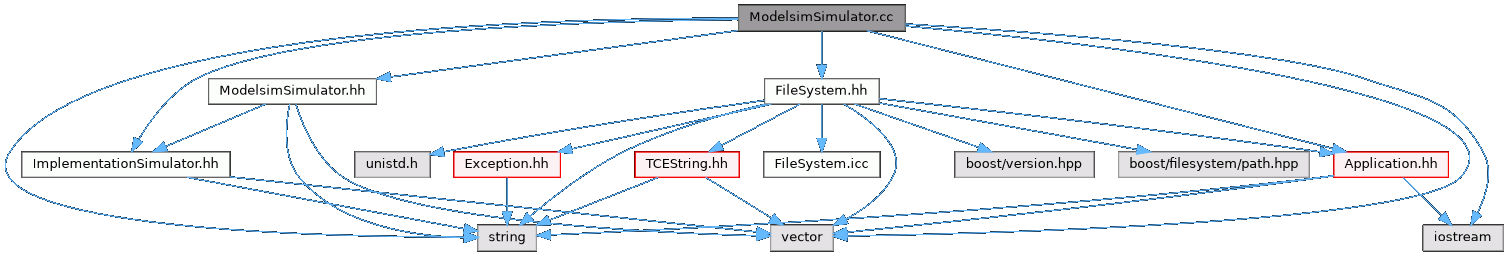 ModelsimSimulator.cc
ModelsimSimulator.hh
FileSystem.hh
ImplementationSimulator.hh
unistd.h
Exception.hh
TCEString.hh
FileSystem.icc
boost/version.hpp
boost/filesystem/path.hpp
Application.hh
string
vector
iostream